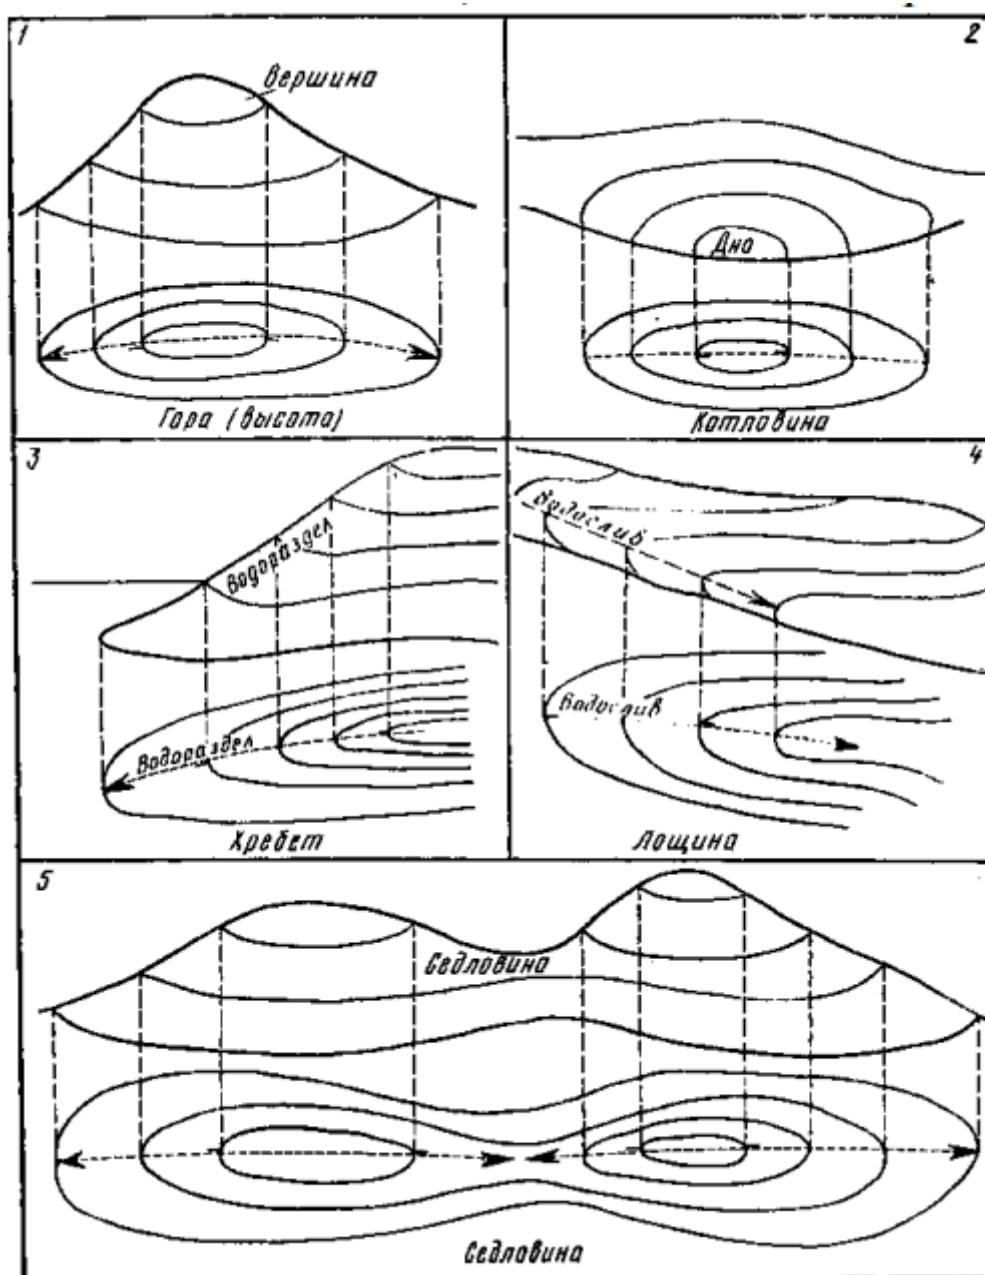 1
вершина
Гора (высота)
2
Дно
Котловина
3
Водораздел
Водораздел
Хребет
4
Водослив
Водослив
Лощина
5
Седловина
Седловина